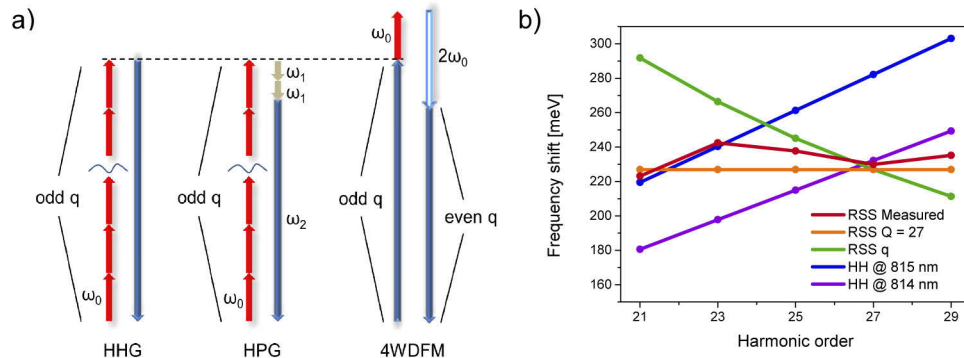 a)
ω₀
2ω₀
ω₁
ω₁
odd q
odd q
odd q
even q
ω₂
ω₀
ω₀
HHG
HPG
4WDFM
b)
Frequency shift [meV]
300
280
260
240
220
200
180
160
RSS Measured
RSS Q = 27
RSS q
HH @ 815 nm
HH @ 814 nm
21
23
25
27
29
Harmonic order